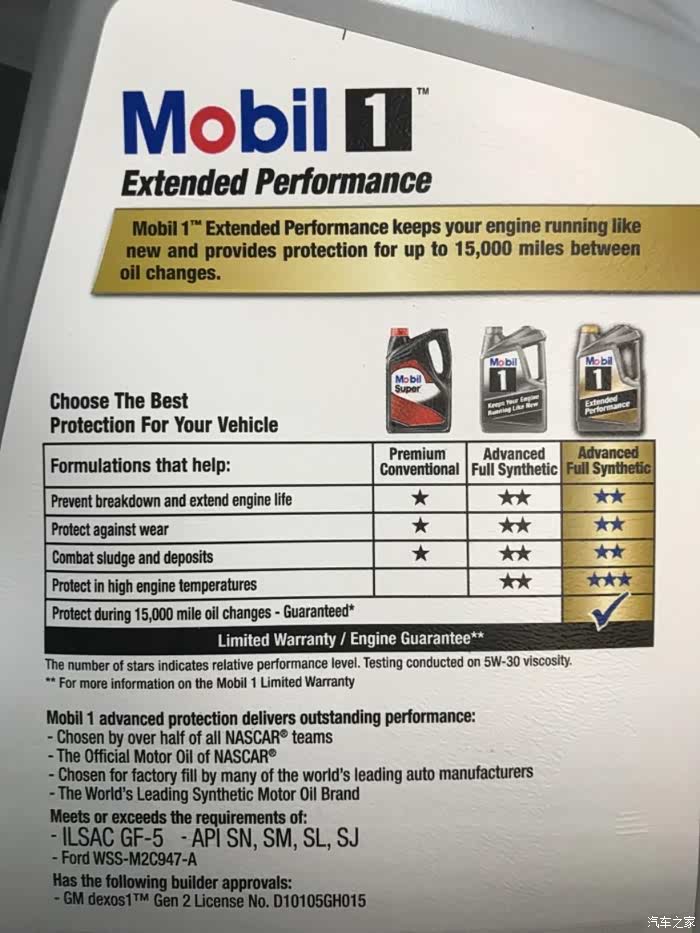 Mobil 1™
Extended Performance
Mobil 1™ Extended Performance keeps your engine running like
new and provides protection for up to 15,000 miles between
oil changes.
Mobil
Super
Mobil
1
Keeps Your Engine
Running Like New
Mobil
1
Extended
Performance
Choose The Best
Protection For Your Vehicle
Formulations that help:
Premium
Conventional
Advanced
Full Synthetic
Advanced
Full Synthetic
Prevent breakdown and extend engine life ★ ★★ ★★
Protect against wear ★ ★★ ★★
Combat sludge and deposits ★ ★★ ★★
Protect in high engine temperatures ★★ ★★★
Protect during 15,000 mile oil changes - Guaranteed* ✓
Limited Warranty / Engine Guarantee**
The number of stars indicates relative performance level. Testing conducted on 5W-30 viscosity.
** For more information on the Mobil 1 Limited Warranty
Mobil 1 advanced protection delivers outstanding performance:
- Chosen by over half of all NASCAR® teams
- The Official Motor Oil of NASCAR®
- Chosen for factory fill by many of the world's leading auto manufacturers
- The World's Leading Synthetic Motor Oil Brand
Meets or exceeds the requirements of:
- ILSAC GF-5 - API SN, SM, SL, SJ
- Ford WSS-M2C947-A
Has the following builder approvals:
- GM dexos1™ Gen 2 License No. D10105GH015
汽车之家